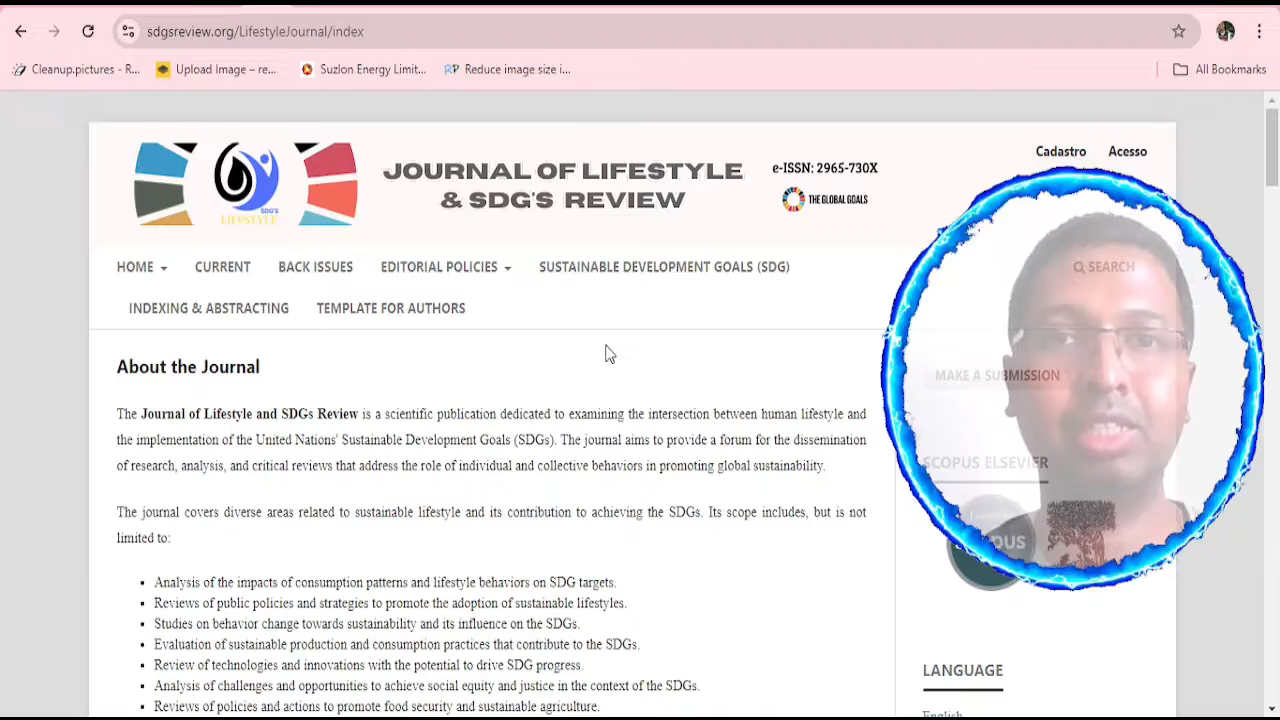 sdgsreview.org/LifestyleJournal/index
Cleanup.pictures - R...
Upload Image – re...
Suzlon Energy Limit...
RP Reduce image size i...
All Bookmarks
Cadastro
Acesso
SDG'S
LIFESTYLE
JOURNAL OF LIFESTYLE
& SDG'S REVIEW
e-ISSN: 2965-730X
THE GLOBAL GOALS
HOME
CURRENT
BACK ISSUES
EDITORIAL POLICIES
SUSTAINABLE DEVELOPMENT GOALS (SDG)
SEARCH
INDEXING & ABSTRACTING
TEMPLATE FOR AUTHORS
About the Journal
The Journal of Lifestyle and SDGs Review is a scientific publication dedicated to examining the intersection between human lifestyle and
the implementation of the United Nations' Sustainable Development Goals (SDGs). The journal aims to provide a forum for the dissemination
of research, analysis, and critical reviews that address the role of individual and collective behaviors in promoting global sustainability.
The journal covers diverse areas related to sustainable lifestyle and its contribution to achieving the SDGs. Its scope includes, but is not
limited to:
Analysis of the impacts of consumption patterns and lifestyle behaviors on SDG targets.
Reviews of public policies and strategies to promote the adoption of sustainable lifestyles.
Studies on behavior change towards sustainability and its influence on the SDGs.
Evaluation of sustainable production and consumption practices that contribute to the SDGs.
Review of technologies and innovations with the potential to drive SDG progress.
Analysis of challenges and opportunities to achieve social equity and justice in the context of the SDGs.
Reviews of policies and actions to promote food security and sustainable agriculture.
MAKE A SUBMISSION
SCOPUS ELSEVIER
LANGUAGE
English